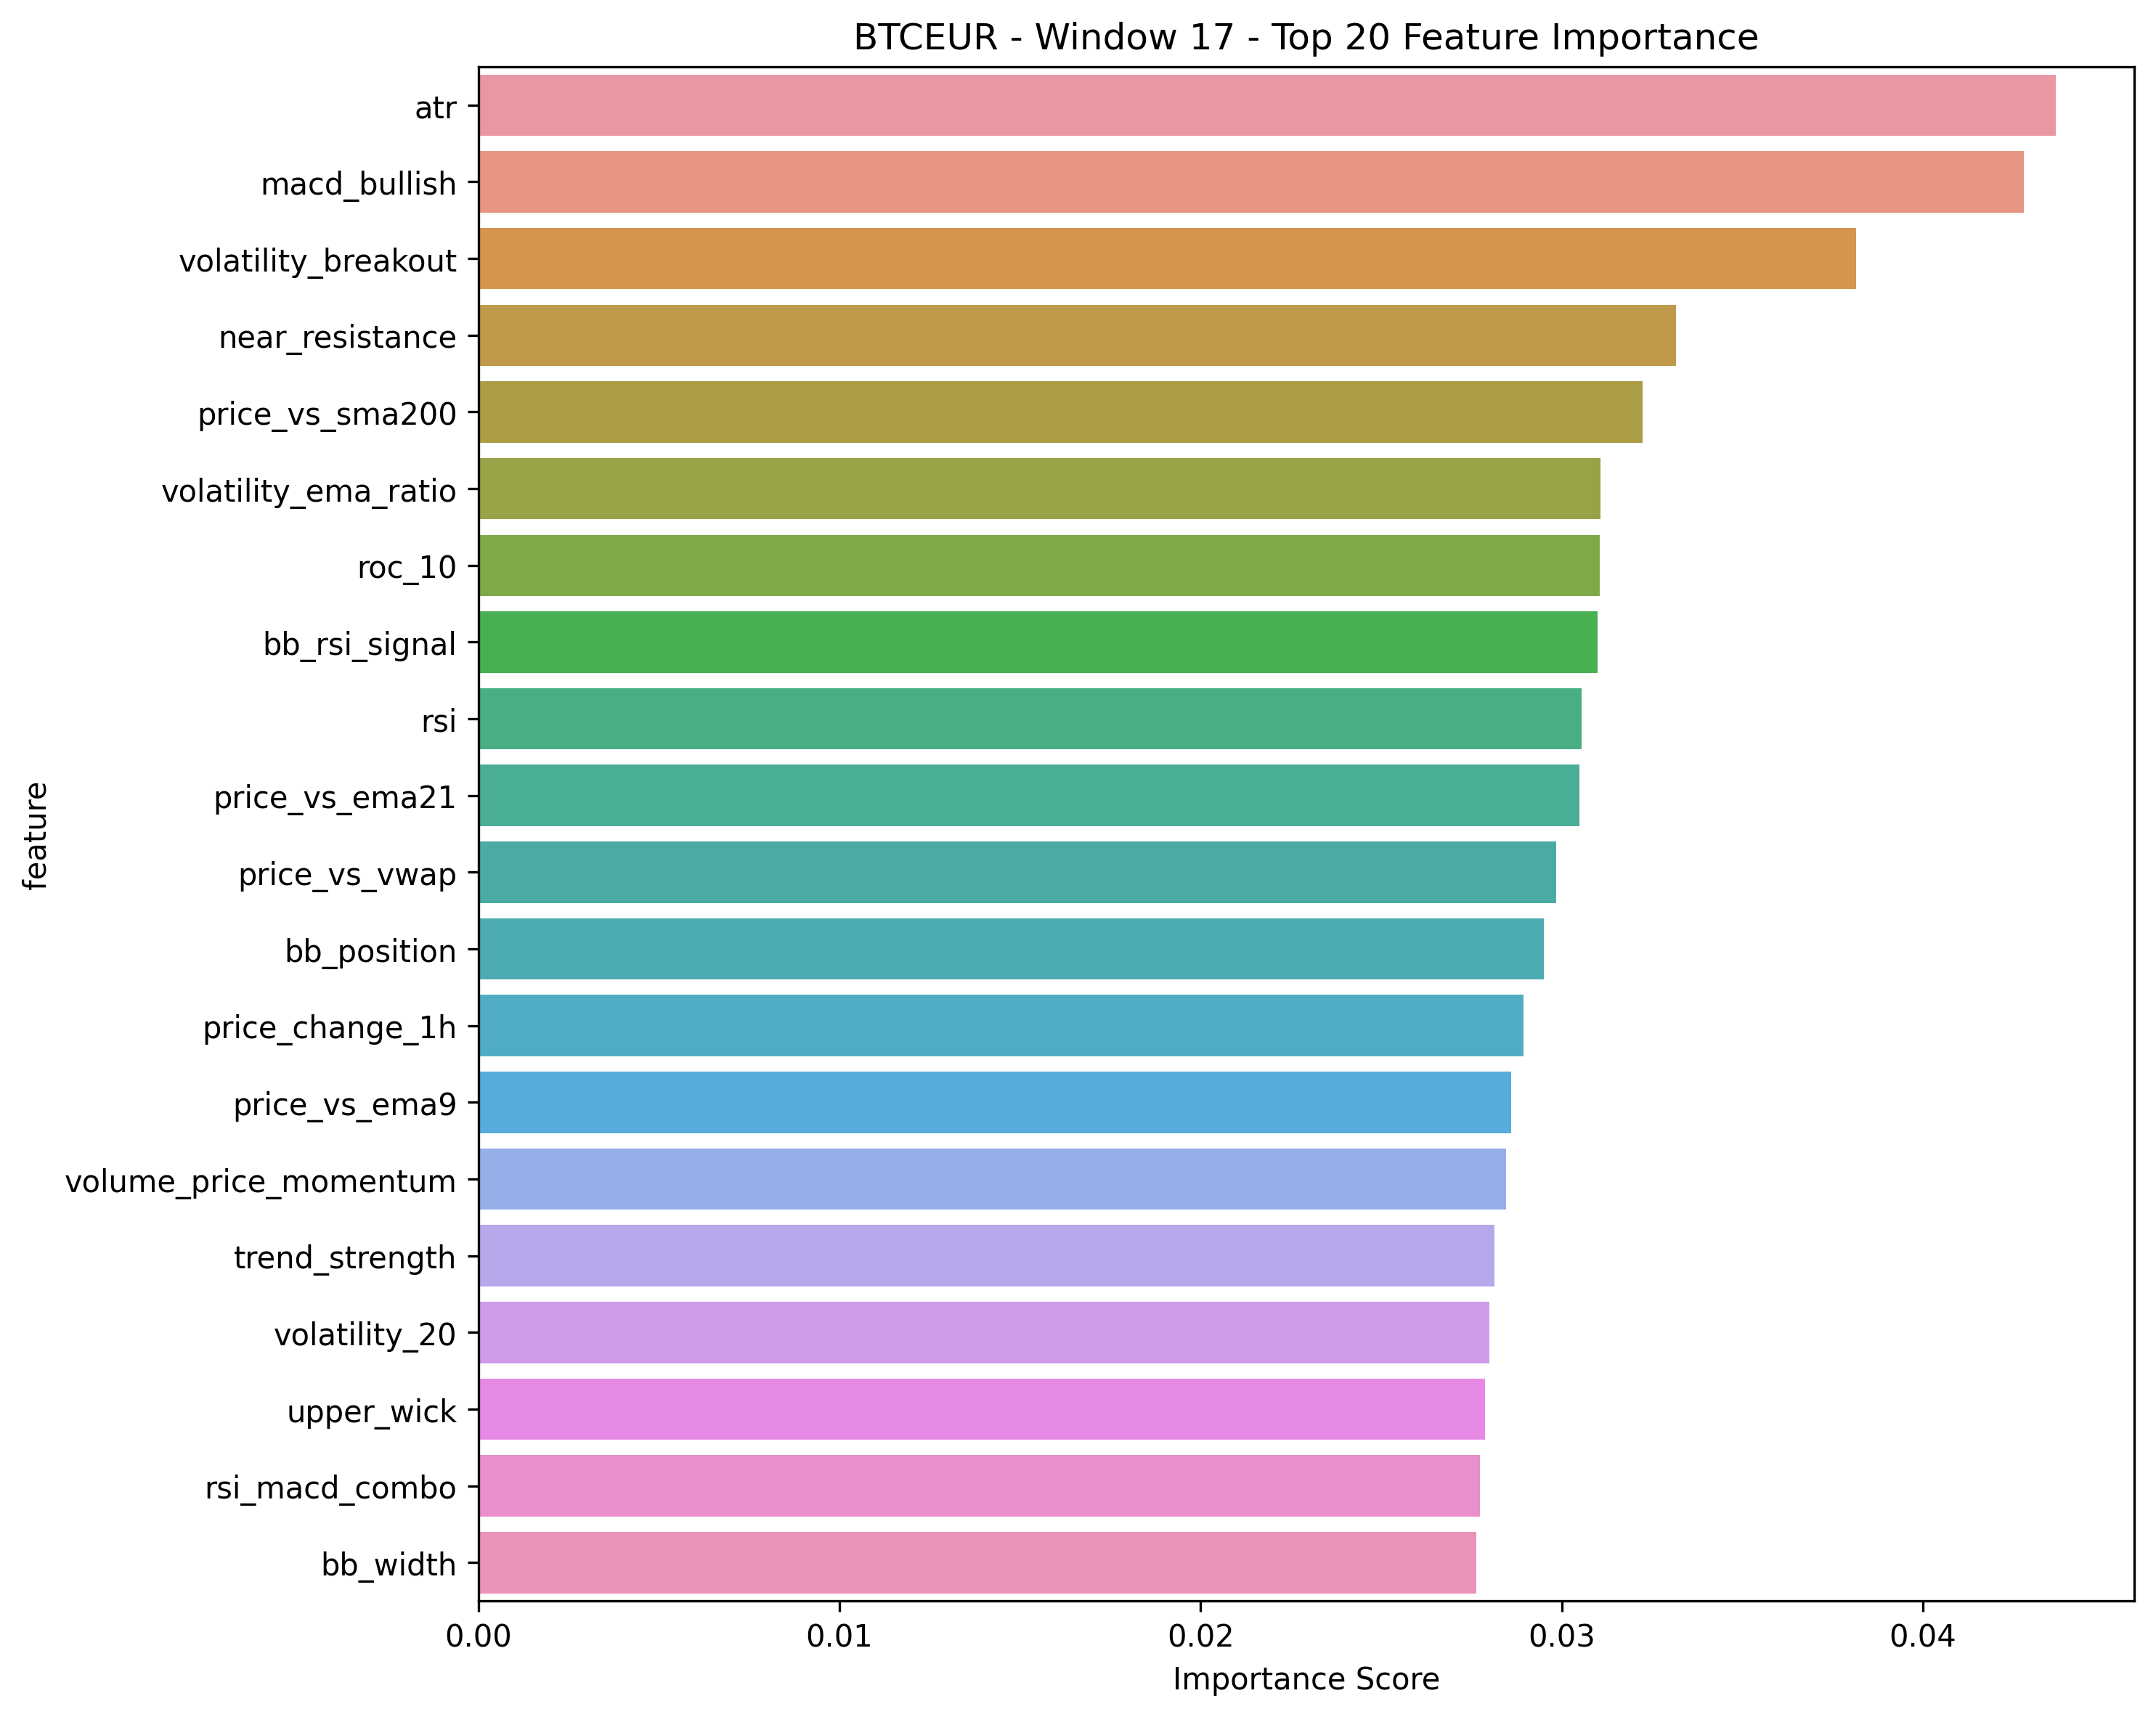 BTCEUR - Window 17 - Top 20 Feature Importance
atr
macd_bullish
volatility_breakout
near_resistance
price_vs_sma200
volatility_ema_ratio
roc_10
bb_rsi_signal
rsi
price_vs_ema21
price_vs_vwap
bb_position
price_change_1h
price_vs_ema9
volume_price_momentum
trend_strength
volatility_20
upper_wick
rsi_macd_combo
bb_width
feature
0.00 0.01 0.02 0.03 0.04
Importance Score